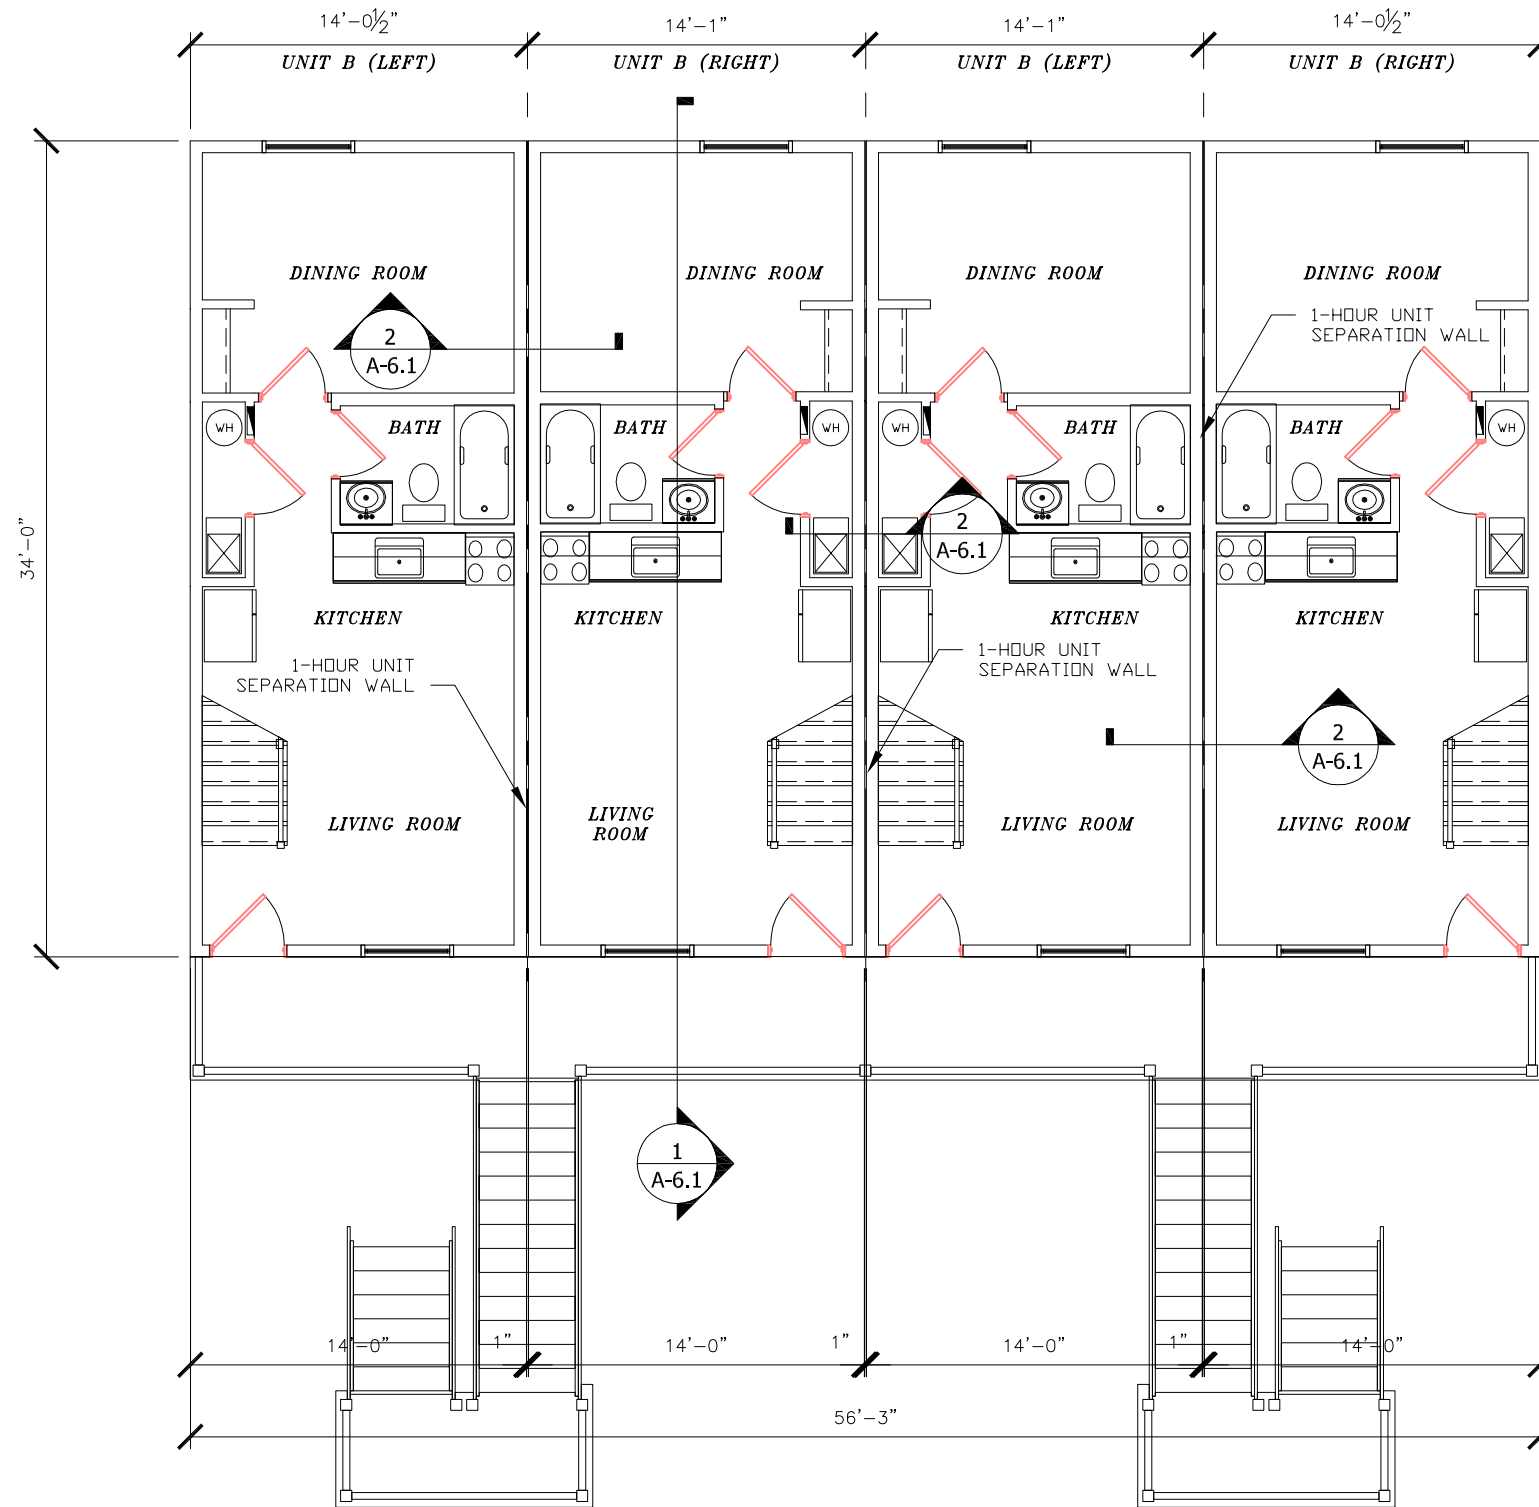 14'-0½" 14'-1" 14'-1" 14'-0½"
UNIT B (LEFT) UNIT B (RIGHT) UNIT B (LEFT) UNIT B (RIGHT)
DINING ROOM DINING ROOM DINING ROOM DINING ROOM
1-HOUR UNIT
SEPARATION WALL
2
A-6.1
BATH BATH BATH BATH
WH WH WH WH
2
A-6.1
34'-0"
KITCHEN KITCHEN KITCHEN KITCHEN
1-HOUR UNIT
SEPARATION WALL
1-HOUR UNIT
SEPARATION WALL
2
A-6.1
LIVING ROOM
LIVING
ROOM
LIVING ROOM LIVING ROOM
1
A-6.1
14'-0" 1" 14'-0" 1" 14'-0" 1" 14'-0"
56'-3"